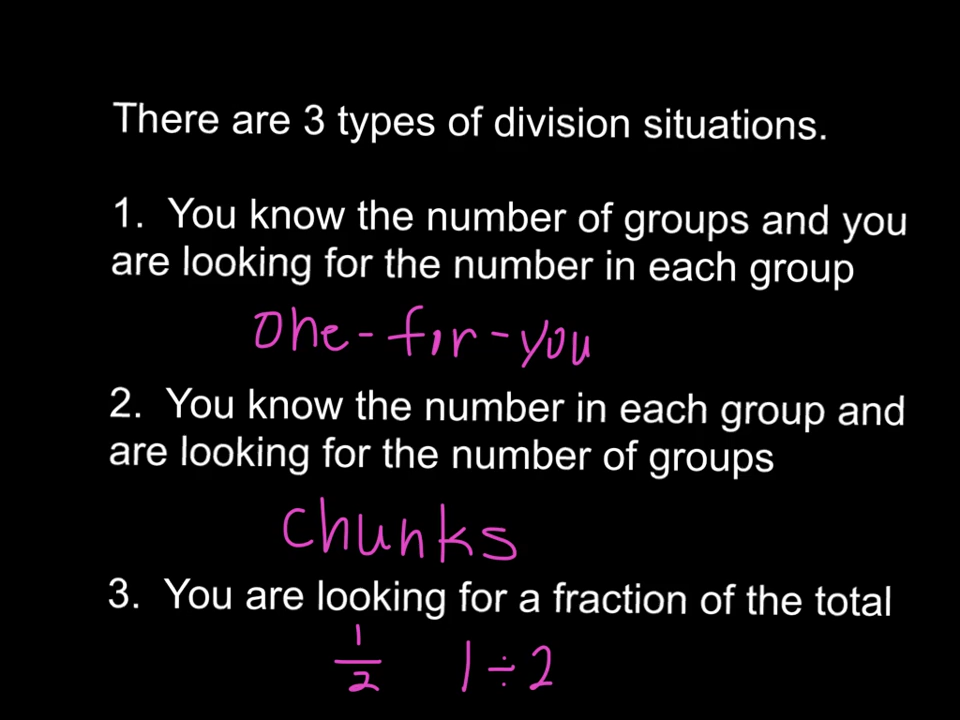 There are 3 types of division situations.
1. You know the number of groups and you
are looking for the number in each group
one-for-you
2. You know the number in each group and
are looking for the number of groups
chunks
3. You are looking for a fraction of the total
1/2 1÷2